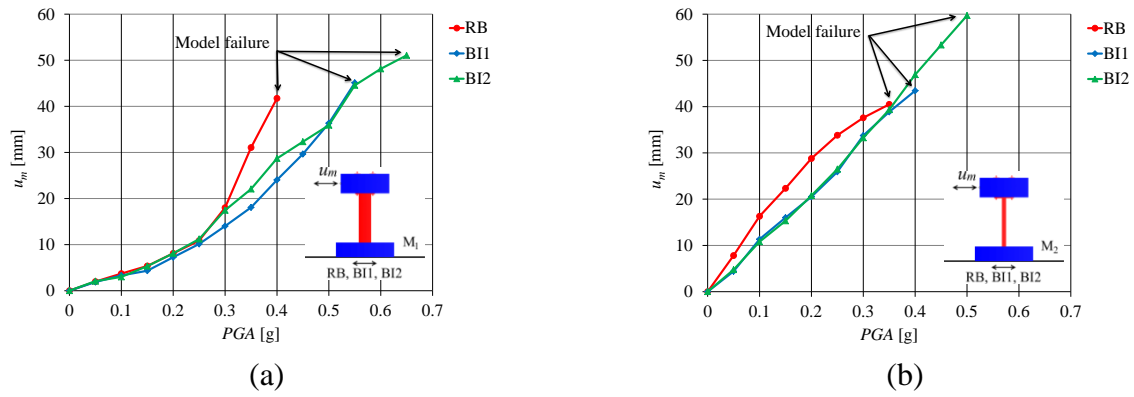 60
50
40
30
20
10
0
u_m [mm]
0 0.1 0.2 0.3 0.4 0.5 0.6 0.7
PGA [g]
Model failure
RB
BI1
BI2
u_m
M_1
RB, BI1, BI2
(a)
60
50
40
30
20
10
0
u_m [mm]
0 0.1 0.2 0.3 0.4 0.5 0.6 0.7
PGA [g]
Model failure
RB
BI1
BI2
u_m
M_2
RB, BI1, BI2
(b)